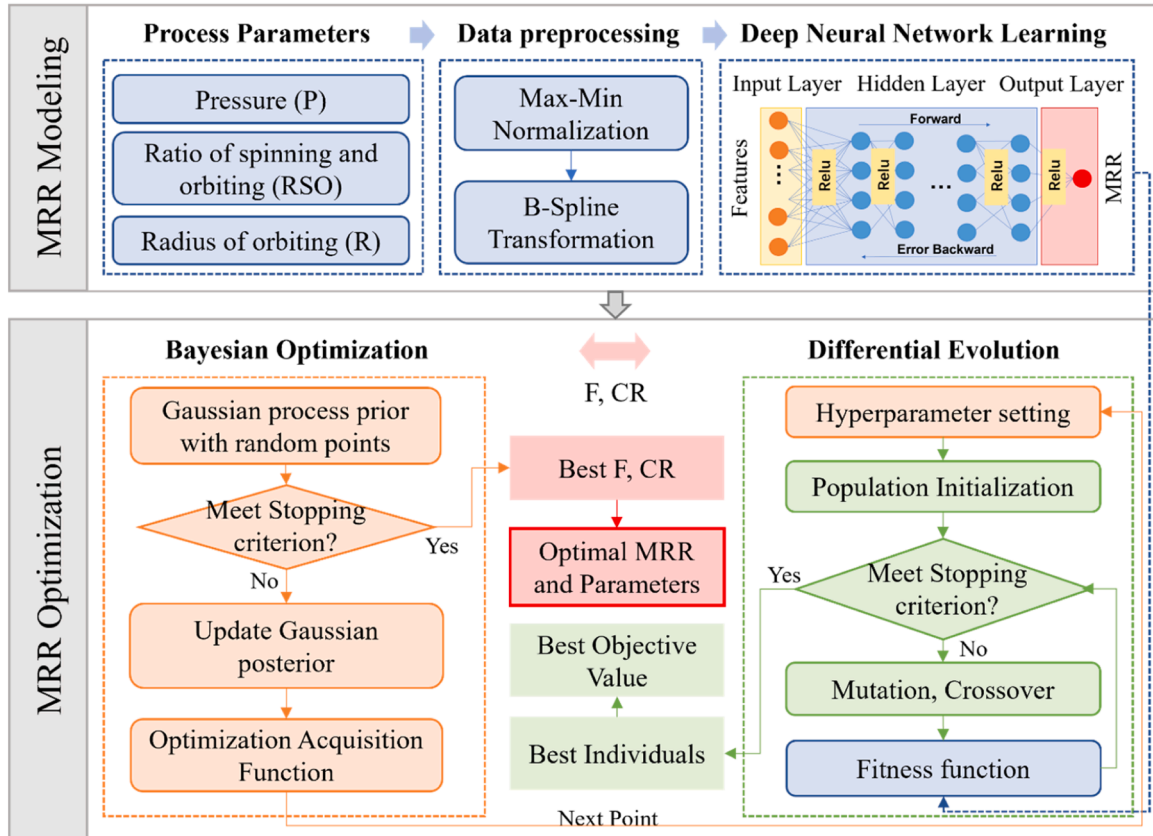 MRR Modeling
Process Parameters
Data preprocessing
Deep Neural Network Learning
Pressure (P)
Ratio of spinning and
orbiting (RSO)
Radius of orbiting (R)
Max-Min
Normalization
B-Spline
Transformation
Input Layer
Hidden Layer
Output Layer
Features
Forward
Relu
Relu
...
Relu
Relu
Error Backward
MRR
MRR Optimization
Bayesian Optimization
F, CR
Differential Evolution
Gaussian process prior
with random points
Meet Stopping
criterion?
Yes
No
Update Gaussian
posterior
Optimization Acquisition
Function
Best F, CR
Optimal MRR
and Parameters
Best Objective
Value
Best Individuals
Next Point
Hyperparameter setting
Population Initialization
Yes
Meet Stopping
criterion?
No
Mutation, Crossover
Fitness function